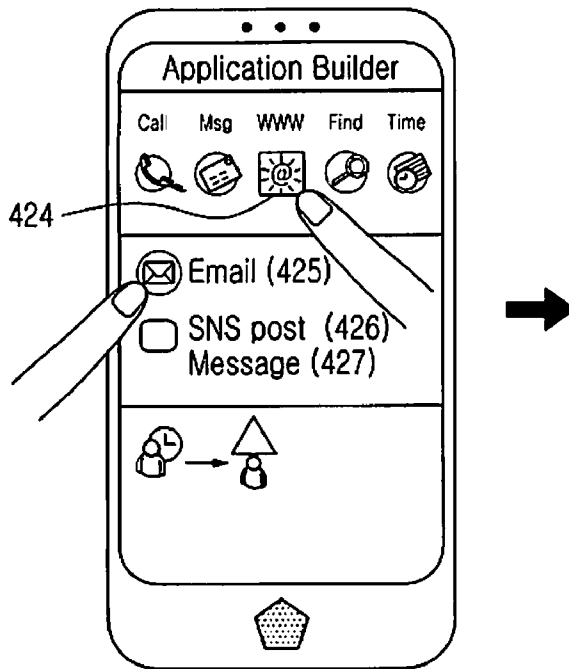 Application Builder
Call Msg WWW Find Time
@
424
Email (425)
SNS post (426)
Message (427)